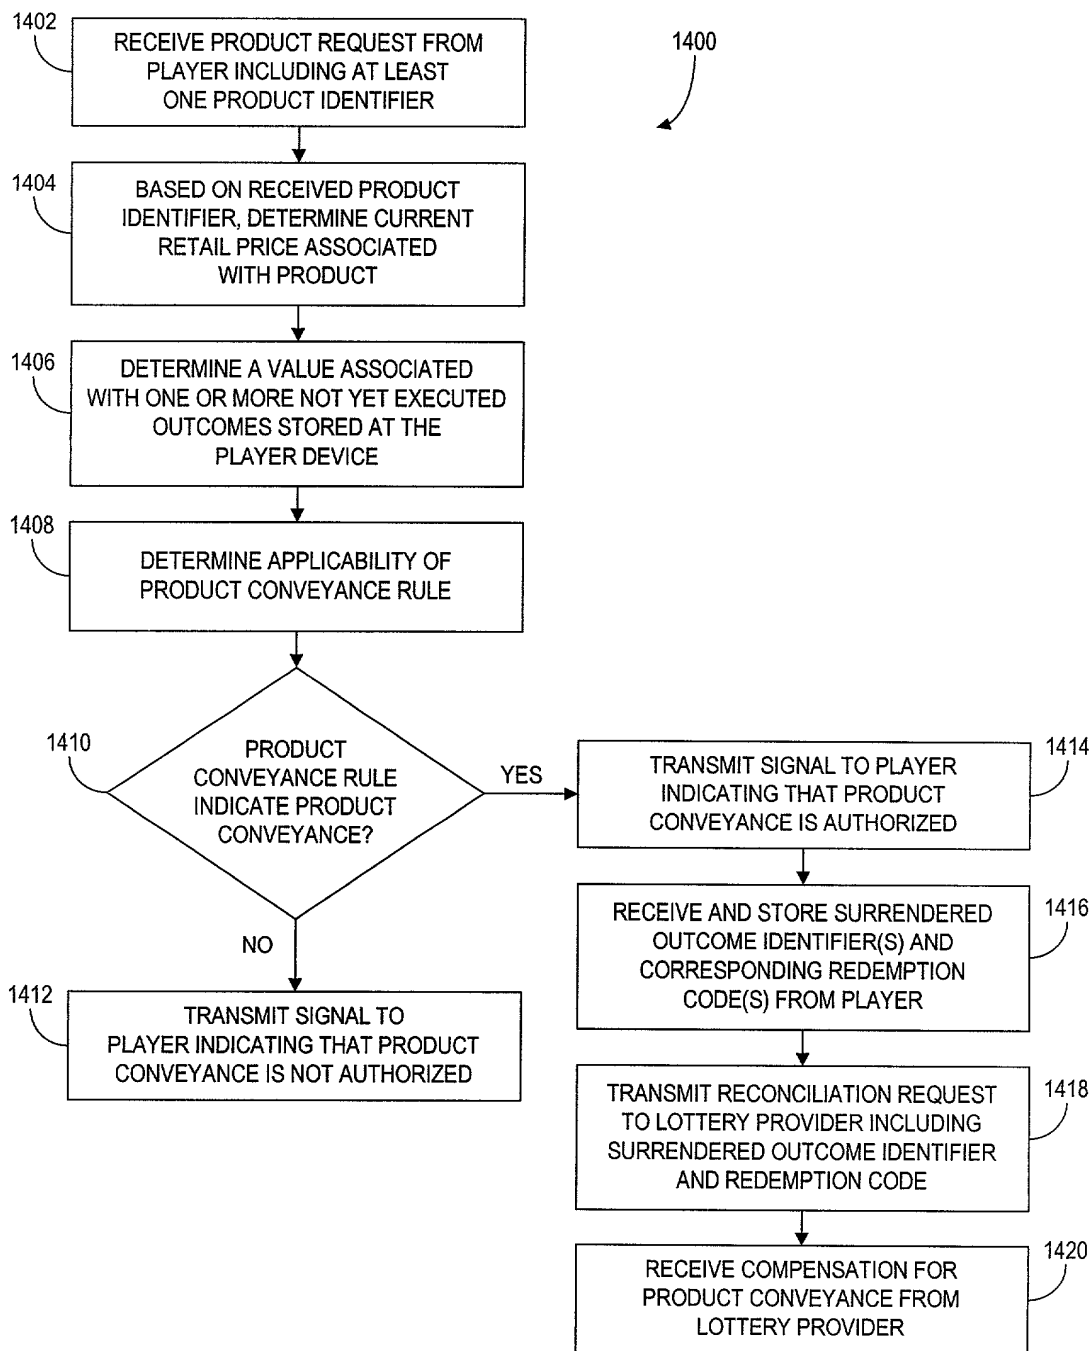 1402
RECEIVE PRODUCT REQUEST FROM
PLAYER INCLUDING AT LEAST
ONE PRODUCT IDENTIFIER
1400
1404
BASED ON RECEIVED PRODUCT
IDENTIFIER, DETERMINE CURRENT
RETAIL PRICE ASSOCIATED
WITH PRODUCT
1406
DETERMINE A VALUE ASSOCIATED
WITH ONE OR MORE NOT YET EXECUTED
OUTCOMES STORED AT THE
PLAYER DEVICE
1408
DETERMINE APPLICABILITY OF
PRODUCT CONVEYANCE RULE
1410
PRODUCT
CONVEYANCE RULE
INDICATE PRODUCT
CONVEYANCE?
YES
NO
1412
TRANSMIT SIGNAL TO
PLAYER INDICATING THAT PRODUCT
CONVEYANCE IS NOT AUTHORIZED
1414
TRANSMIT SIGNAL TO PLAYER
INDICATING THAT PRODUCT
CONVEYANCE IS AUTHORIZED
1416
RECEIVE AND STORE SURRENDERED
OUTCOME IDENTIFIER(S) AND
CORRESPONDING REDEMPTION
CODE(S) FROM PLAYER
1418
TRANSMIT RECONCILIATION REQUEST
TO LOTTERY PROVIDER INCLUDING
SURRENDERED OUTCOME IDENTIFIER
AND REDEMPTION CODE
1420
RECEIVE COMPENSATION FOR
PRODUCT CONVEYANCE FROM
LOTTERY PROVIDER